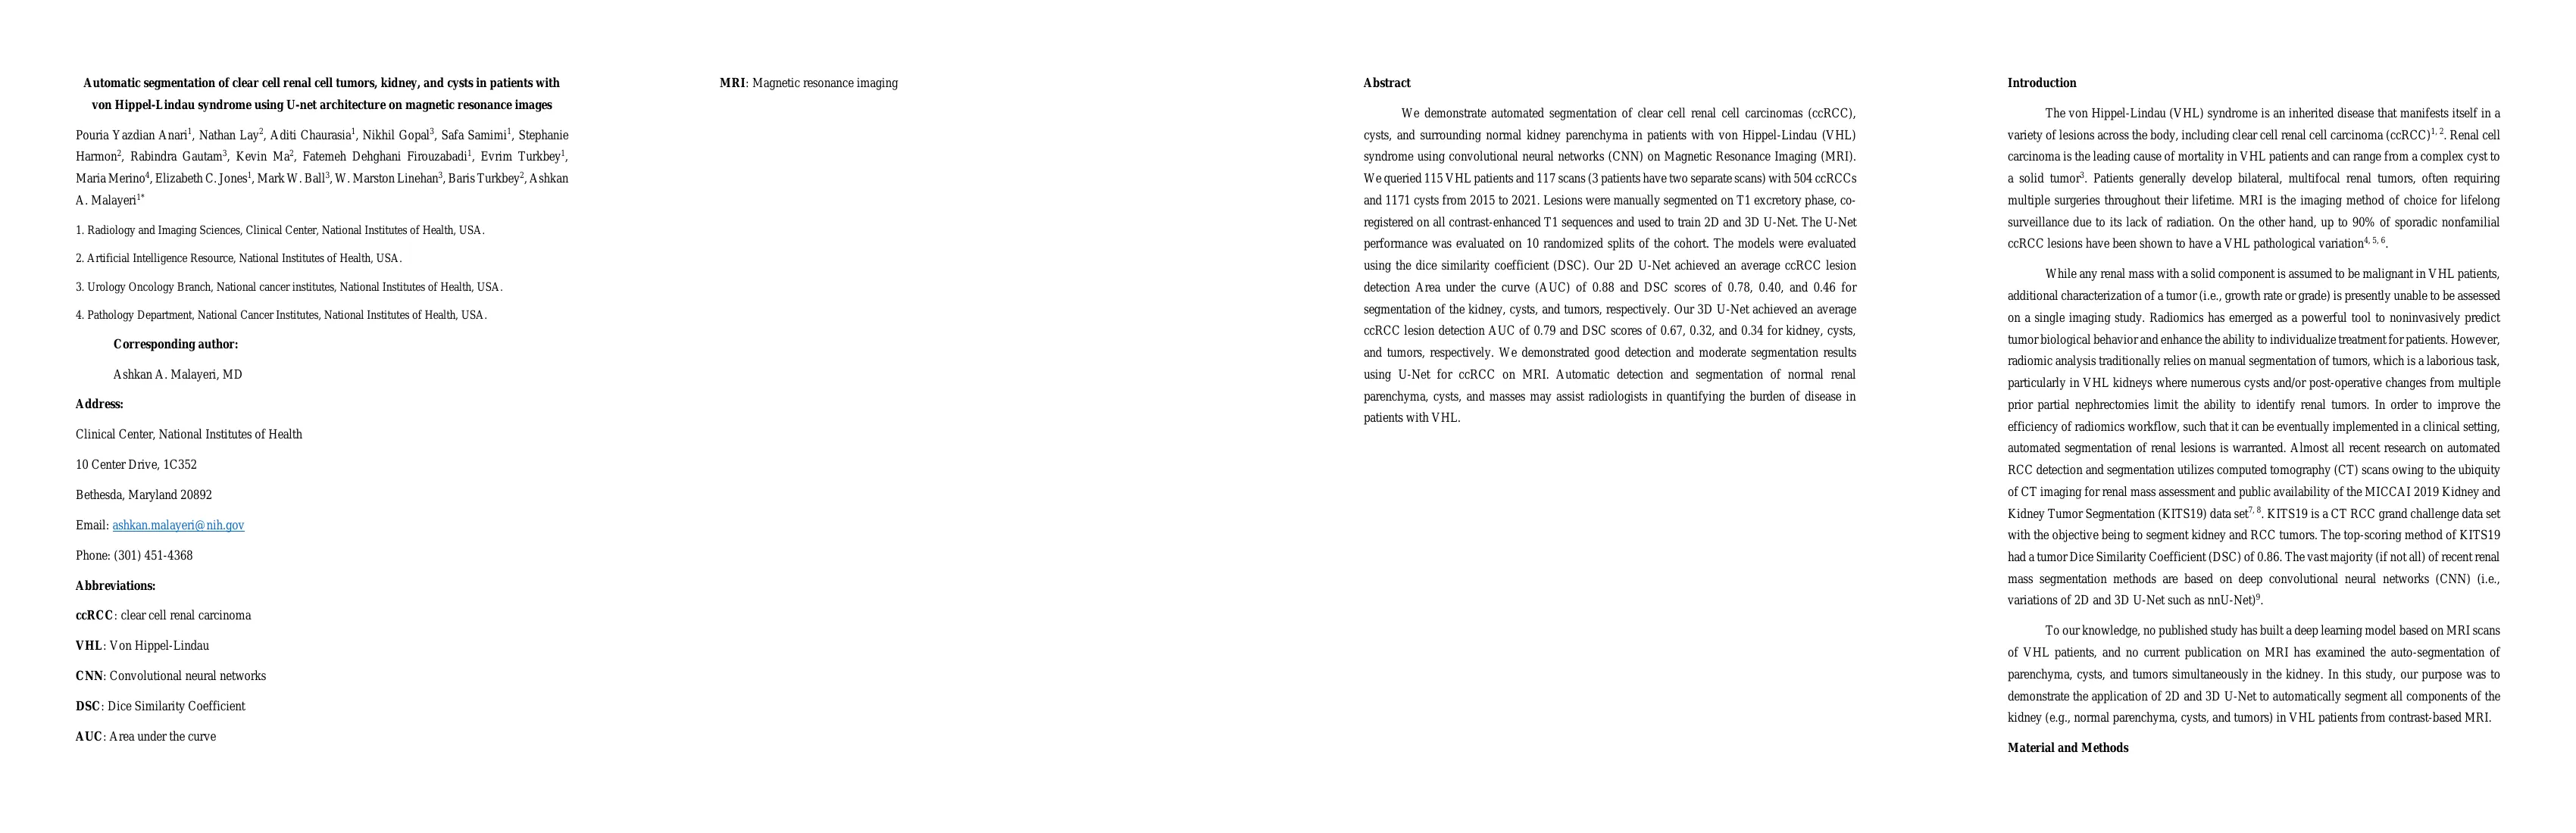 Automatic segmentation of clear cell renal cell tumors, kidney, and cysts in patients with
von Hippel-Lindau syndrome using U-net architecture on magnetic resonance images
Pouria Yazdian Anari1, Nathan Lay2, Aditi Chaurasia1, Nikhil Gopal3, Safa Samimi1, Stephanie
Harmon2, Rabindra Gautam3, Kevin Ma2, Fatemeh Dehghani Firouzabadi1, Evrim Turkbey1,
Maria Merino4, Elizabeth C. Jones1, Mark W. Ball3, W. Marston Linehan3, Baris Turkbey2, Ashkan
A. Malayeri1*
1. Radiology and Imaging Sciences, Clinical Center, National Institutes of Health, USA.
2. Artificial Intelligence Resource, National Institutes of Health, USA.
3. Urology Oncology Branch, National cancer institutes, National Institutes of Health, USA.
4. Pathology Department, National Cancer Institutes, National Institutes of Health, USA.
Corresponding author:
Ashkan A. Malayeri, MD
Address:
Clinical Center, National Institutes of Health
10 Center Drive, 1C352
Bethesda, Maryland 20892
Email: ashkan.malayeri@nih.gov
Phone: (301) 451-4368
Abbreviations:
ccRCC: clear cell renal carcinoma
VHL: Von Hippel-Lindau
CNN: Convolutional neural networks
DSC: Dice Similarity Coefficient
AUC: Area under the curve
MRI: Magnetic resonance imaging
Abstract
We demonstrate automated segmentation of clear cell renal cell carcinomas (ccRCC),
cysts, and surrounding normal kidney parenchyma in patients with von Hippel-Lindau (VHL)
syndrome using convolutional neural networks (CNN) on Magnetic Resonance Imaging (MRI).
We queried 115 VHL patients and 117 scans (3 patients have two separate scans) with 504 ccRCCs
and 1171 cysts from 2015 to 2021. Lesions were manually segmented on T1 excretory phase, co-
registered on all contrast-enhanced T1 sequences and used to train 2D and 3D U-Net. The U-Net
performance was evaluated on 10 randomized splits of the cohort. The models were evaluated
using the dice similarity coefficient (DSC). Our 2D U-Net achieved an average ccRCC lesion
detection Area under the curve (AUC) of 0.88 and DSC scores of 0.78, 0.40, and 0.46 for
segmentation of the kidney, cysts, and tumors, respectively. Our 3D U-Net achieved an average
ccRCC lesion detection AUC of 0.79 and DSC scores of 0.67, 0.32, and 0.34 for kidney, cysts,
and tumors, respectively. We demonstrated good detection and moderate segmentation results
using U-Net for ccRCC on MRI. Automatic detection and segmentation of normal renal
parenchyma, cysts, and masses may assist radiologists in quantifying the burden of disease in
patients with VHL.
Introduction
The von Hippel-Lindau (VHL) syndrome is an inherited disease that manifests itself in a
variety of lesions across the body, including clear cell renal cell carcinoma (ccRCC)1, 2. Renal cell
carcinoma is the leading cause of mortality in VHL patients and can range from a complex cyst to
a solid tumor3. Patients generally develop bilateral, multifocal renal tumors, often requiring
multiple surgeries throughout their lifetime. MRI is the imaging method of choice for lifelong
surveillance due to its lack of radiation. On the other hand, up to 90% of sporadic nonfamilial
ccRCC lesions have been shown to have a VHL pathological variation4, 5, 6.
While any renal mass with a solid component is assumed to be malignant in VHL patients,
additional characterization of a tumor (i.e., growth rate or grade) is presently unable to be assessed
on a single imaging study. Radiomics has emerged as a powerful tool to noninvasively predict
tumor biological behavior and enhance the ability to individualize treatment for patients. However,
radiomic analysis traditionally relies on manual segmentation of tumors, which is a laborious task,
particularly in VHL kidneys where numerous cysts and/or post-operative changes from multiple
prior partial nephrectomies limit the ability to identify renal tumors. In order to improve the
efficiency of radiomics workflow, such that it can be eventually implemented in a clinical setting,
automated segmentation of renal lesions is warranted. Almost all recent research on automated
RCC detection and segmentation utilizes computed tomography (CT) scans owing to the ubiquity
of CT imaging for renal mass assessment and public availability of the MICCAI 2019 Kidney and
Kidney Tumor Segmentation (KITS19) data set7, 8. KITS19 is a CT RCC grand challenge data set
with the objective being to segment kidney and RCC tumors. The top-scoring method of KITS19
had a tumor Dice Similarity Coefficient (DSC) of 0.86. The vast majority (if not all) of recent renal
mass segmentation methods are based on deep convolutional neural networks (CNN) (i.e.,
variations of 2D and 3D U-Net such as nnU-Net)9.
To our knowledge, no published study has built a deep learning model based on MRI scans
of VHL patients, and no current publication on MRI has examined the auto-segmentation of
parenchyma, cysts, and tumors simultaneously in the kidney. In this study, our purpose was to
demonstrate the application of 2D and 3D U-Net to automatically segment all components of the
kidney (e.g., normal parenchyma, cysts, and tumors) in VHL patients from contrast-based MRI.
Material and Methods